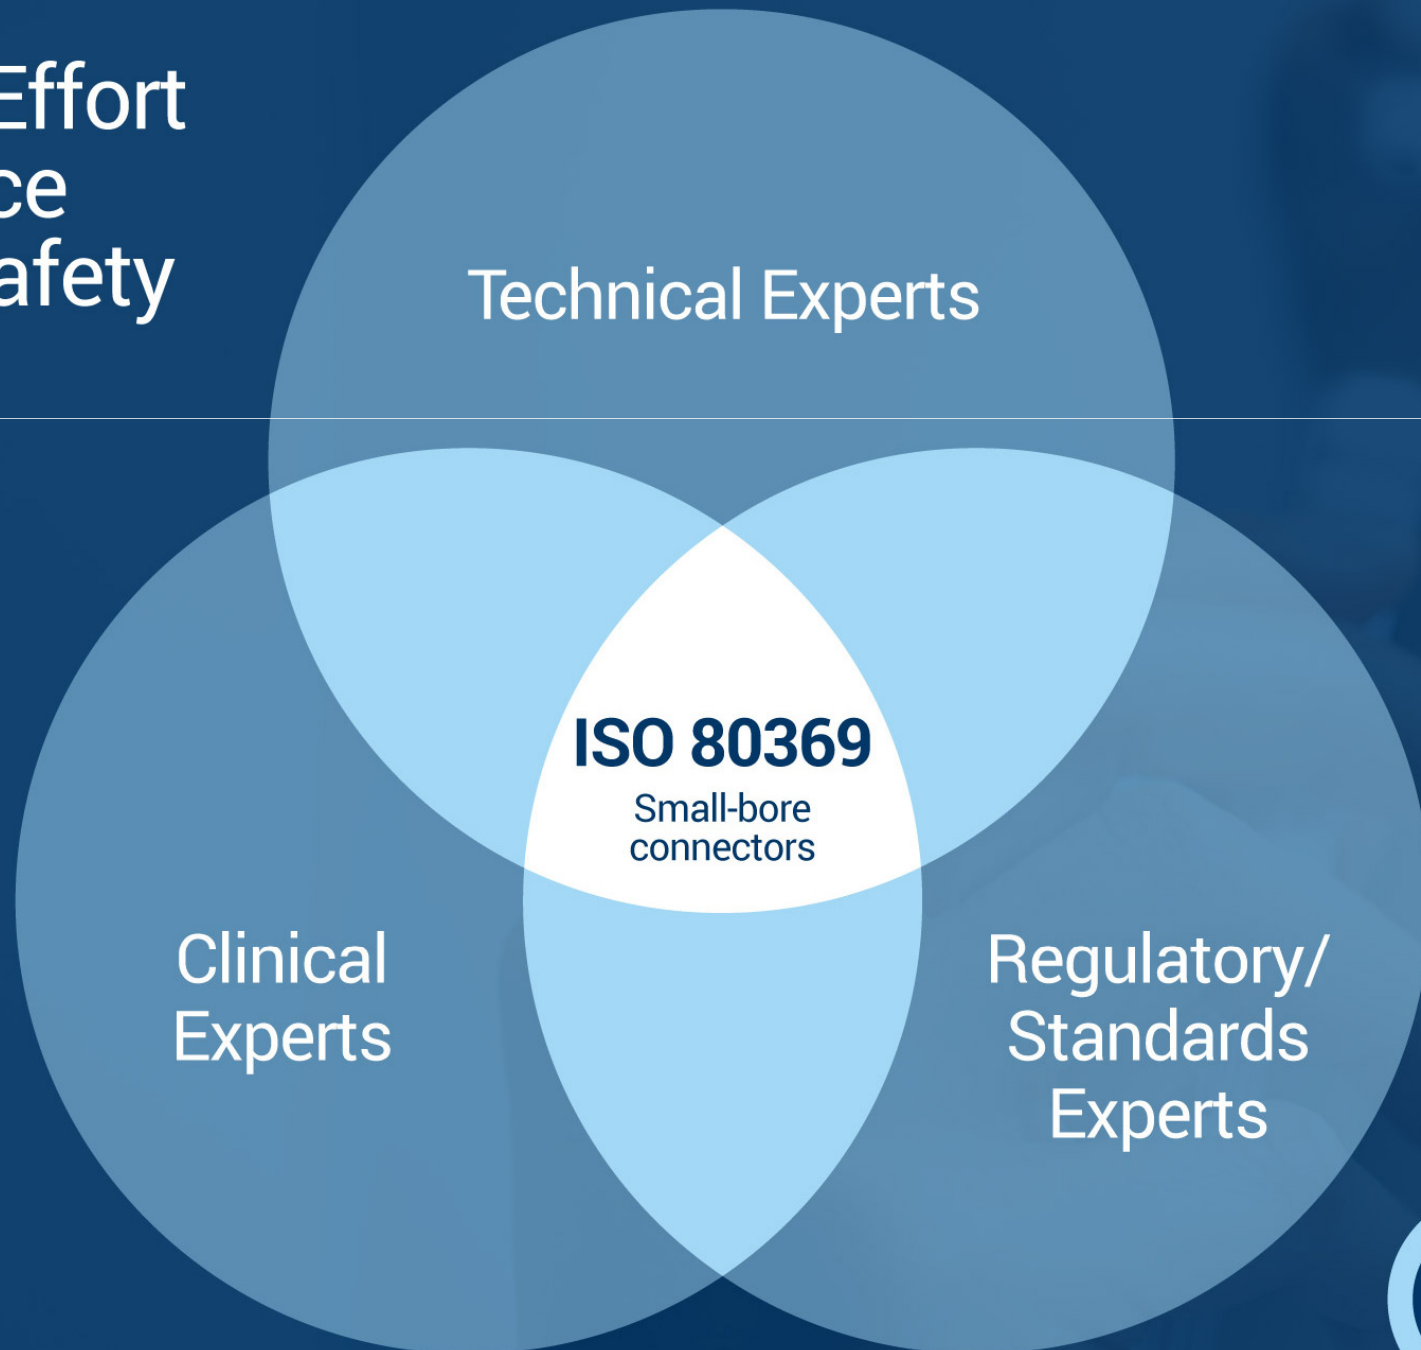 Effort
ce
afety
Technical Experts
ISO 80369
Small-bore
connectors
Clinical
Experts
Regulatory/
Standards
Experts